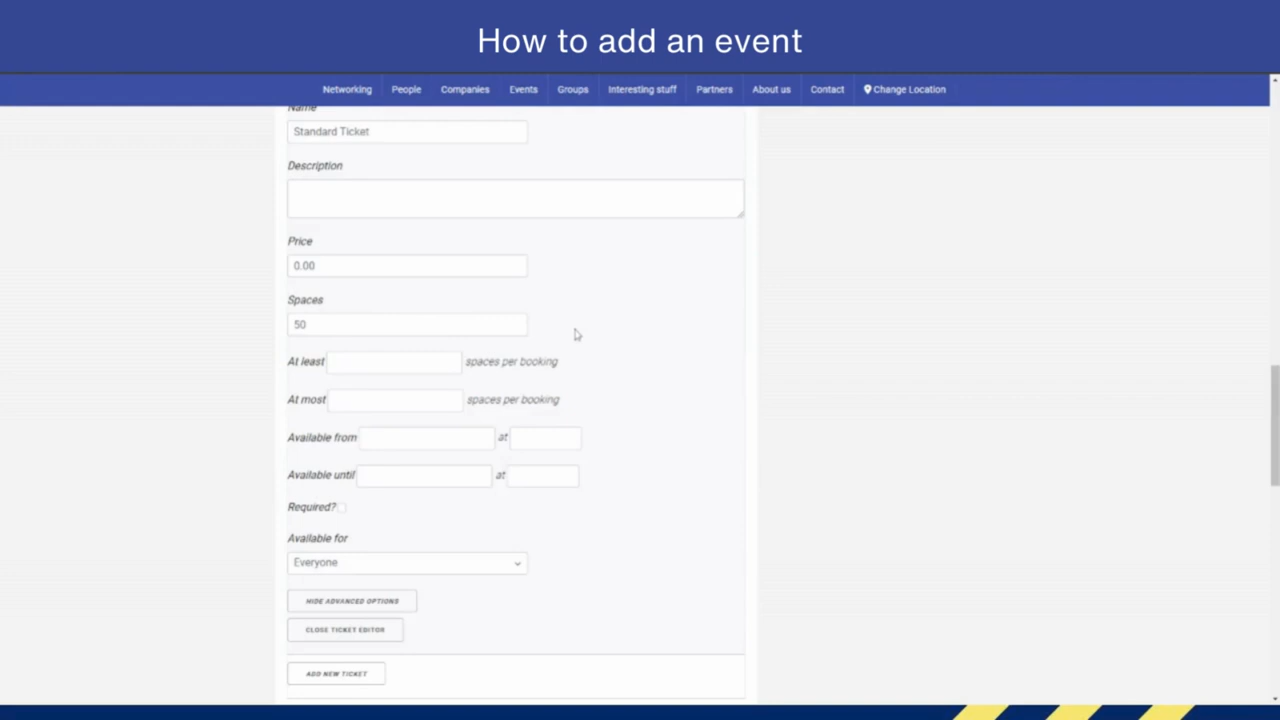 How to add an event
Networking People Companies Events Groups Interesting stuff Partners About us Contact Change Location
Name
Standard Ticket
Description
Price
0.00
Spaces
50
At least spaces per booking
At most spaces per booking
Available from at
Available until at
Required?
Available for
Everyone
HIDE ADVANCED OPTIONS
CLOSE TICKET EDITOR
ADD NEW TICKET